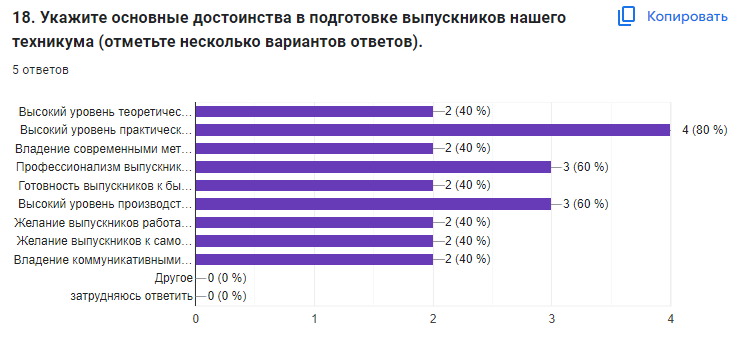 18. Укажите основные достоинства в подготовке выпускников нашего
техникума (отметьте несколько вариантов ответов).
Копировать
5 ответов
Высокий уровень теоретичес… 2 (40 %)
Высокий уровень практическ… 4 (80 %)
Владение современными мет… 2 (40 %)
Профессионализм выпускник… 3 (60 %)
Готовность выпускников к бы… 2 (40 %)
Высокий уровень производст… 3 (60 %)
Желание выпускников работа… 2 (40 %)
Желание выпускников к само… 2 (40 %)
Владение коммуникативными… 2 (40 %)
Другое 0 (0 %)
затрудняюсь ответить 0 (0 %)
0 1 2 3 4